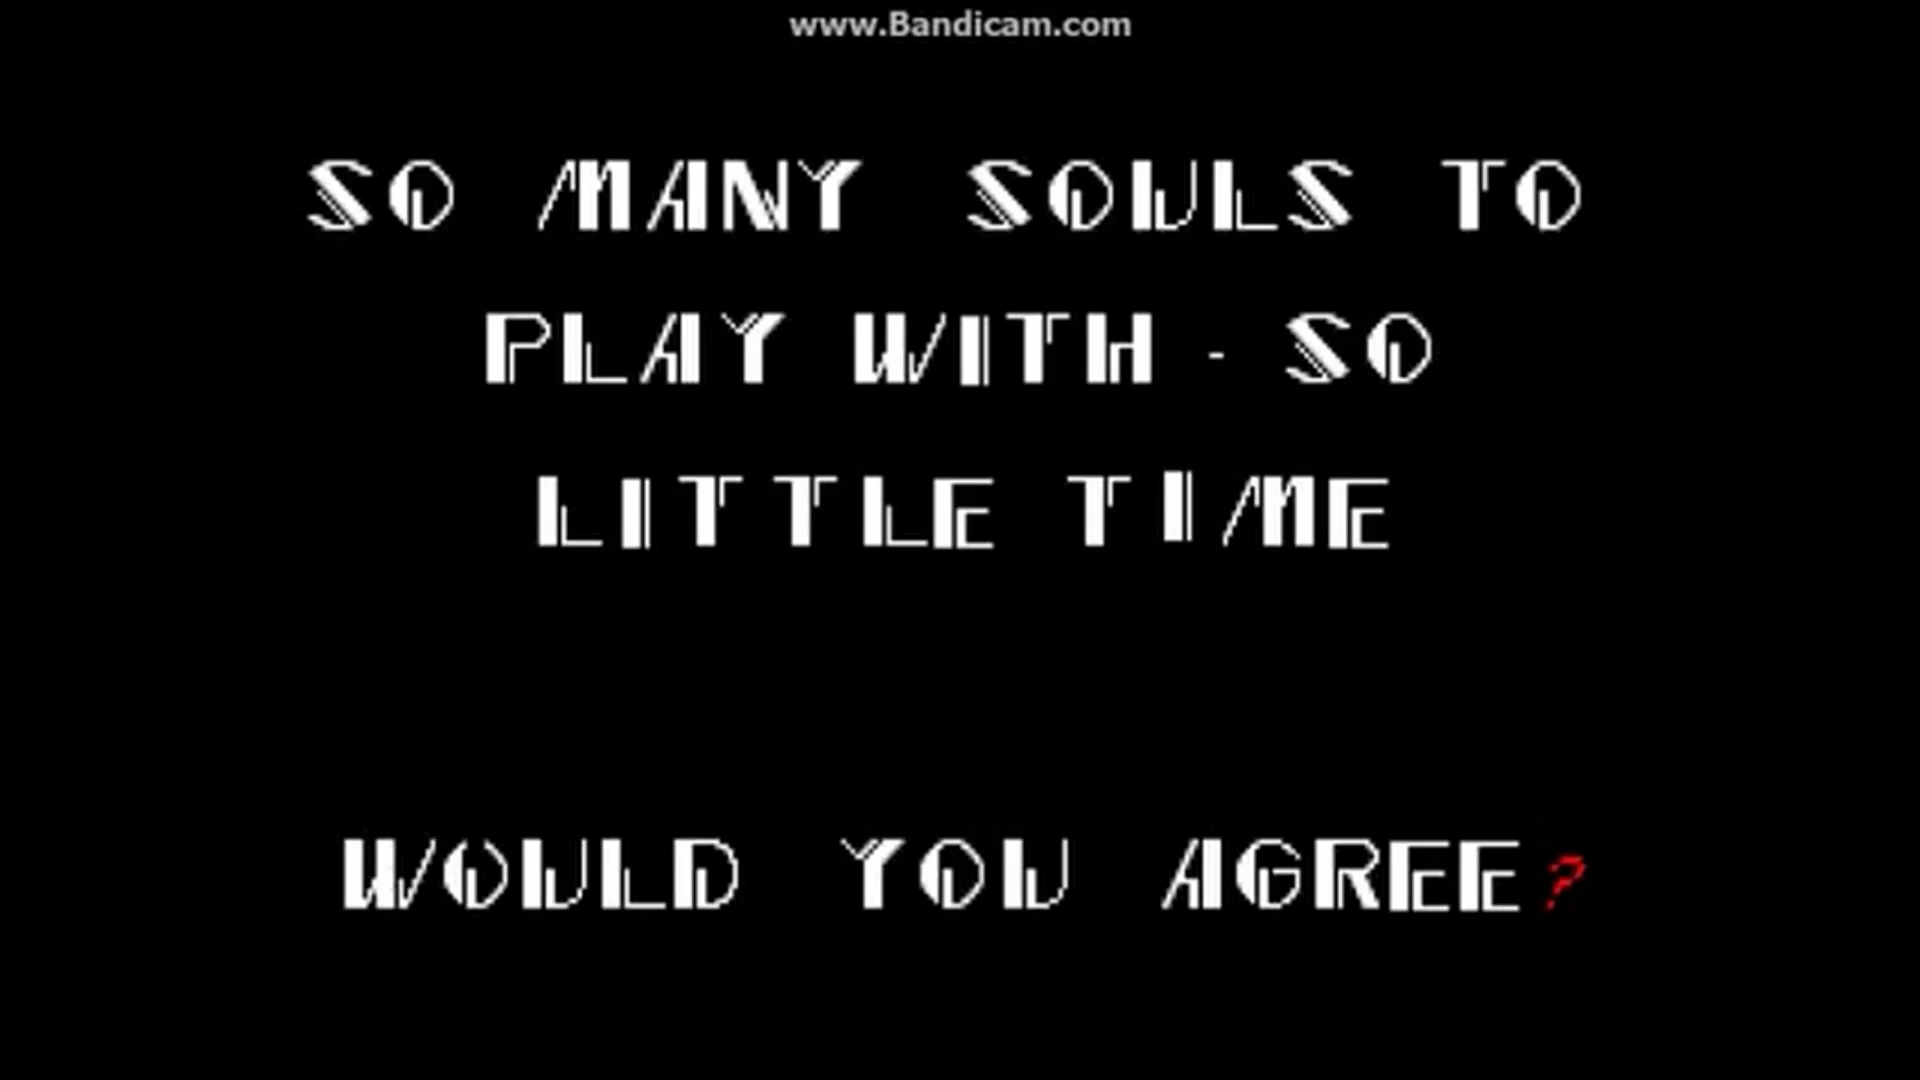 www.Bandicam.com
SO MANY SOULS TO
PLAY WITH - SO
LITTLE TIME
WOULD YOU AGREE?